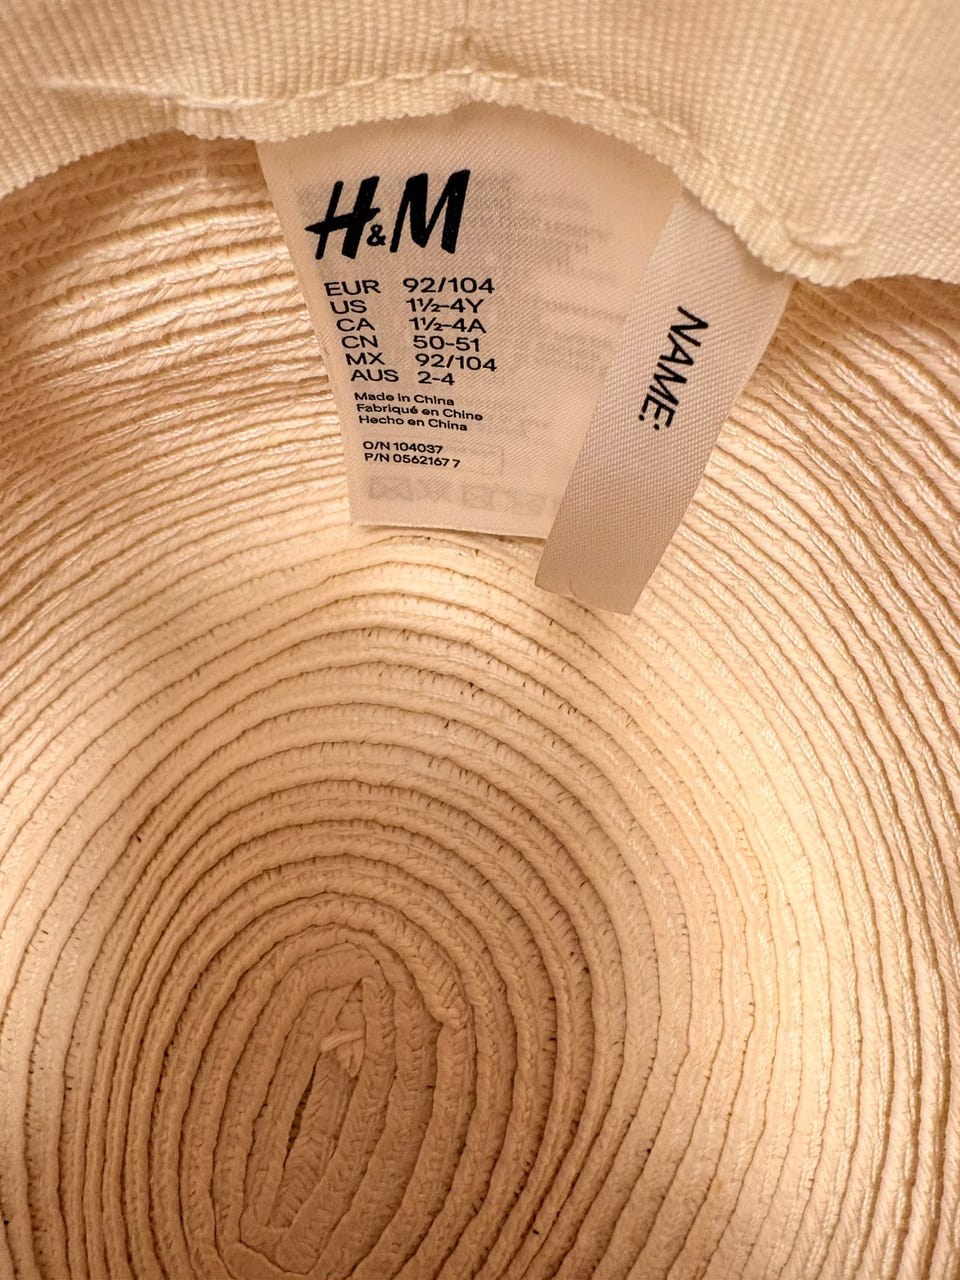 H&M
EUR 92/104
US 1½-4Y
CA 1½-4A
CN 50-51
MX 92/104
AUS 2-4
Made in China
Fabriqué en Chine
Hecho en China
O/N 104037
P/N 0562167 7
NAME: